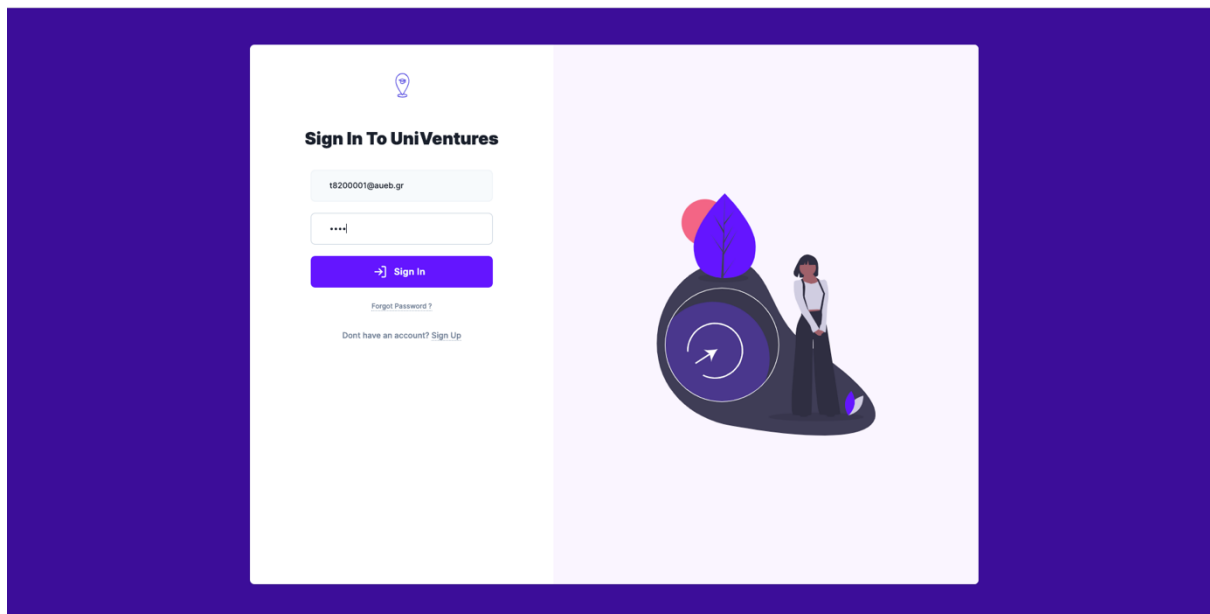 Sign In To UniVentures
t8200001@aueb.gr
••••
Sign In
Forgot Password ?
Dont have an account? Sign Up